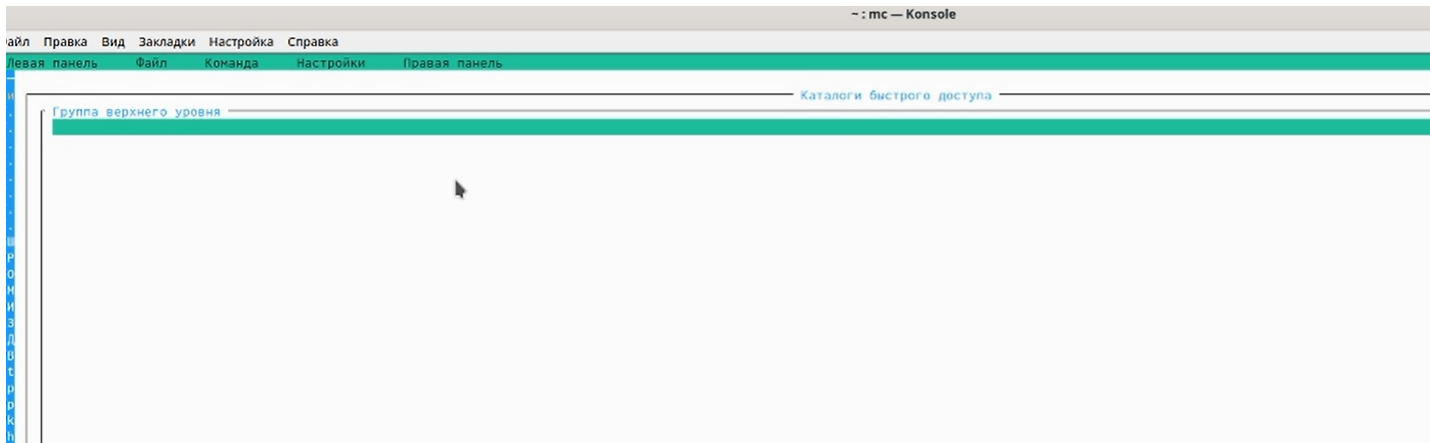 ~ : mc — Konsole
айл Правка Вид Закладки Настройка Справка
Левая панель Файл Команда Настройки Правая панель
и Каталоги быстрого доступа
Группа верхнего уровня
ш
Р
О
М
И
З
Д
В
t
p
p
k
h